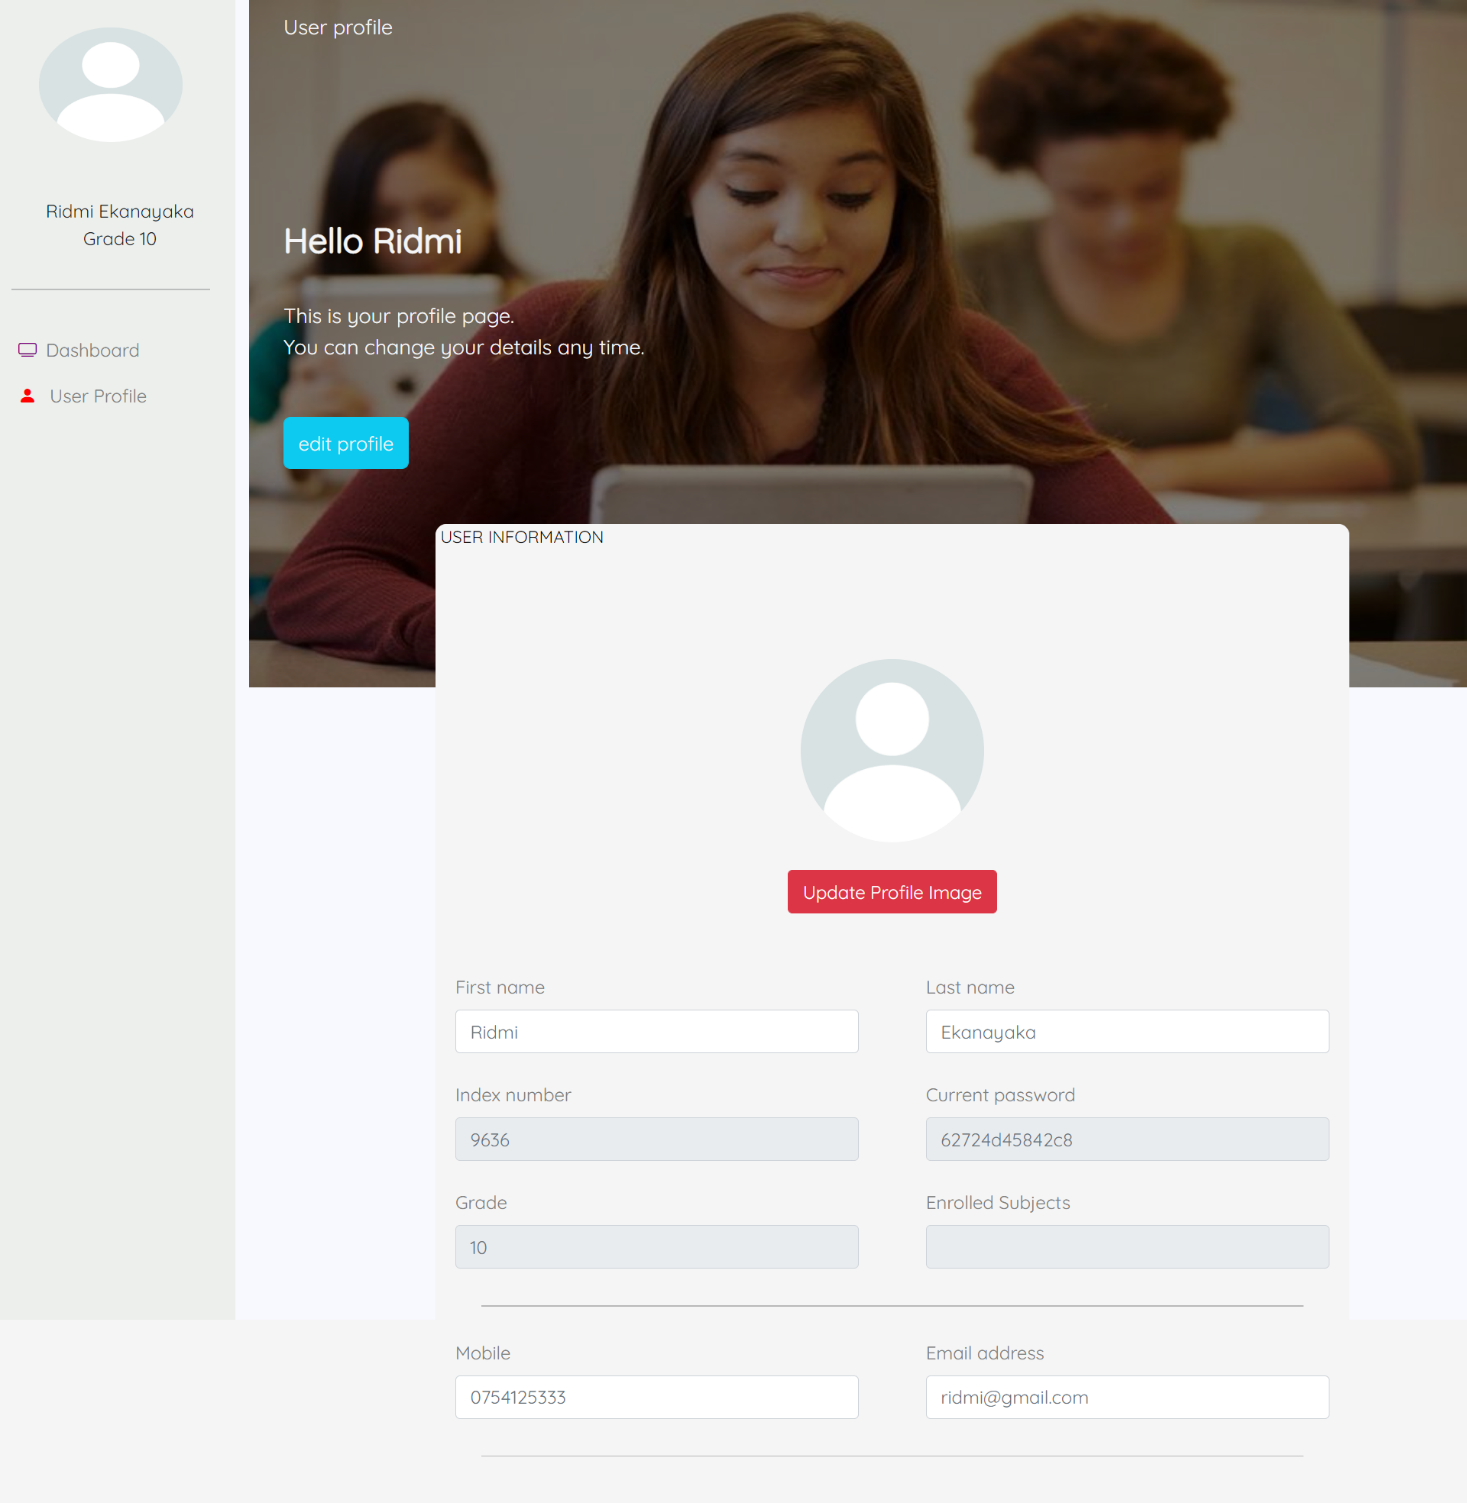 Ridmi Ekanayaka
Grade 10
Dashboard
User Profile
User profile
Hello Ridmi
This is your profile page.
You can change your details any time.
edit profile
USER INFORMATION
Update Profile Image
First name
Last name
Ridmi
Ekanayaka
Index number
Current password
9636
62724d45842c8
Grade
Enrolled Subjects
10
Mobile
Email address
0754125333
ridmi@gmail.com